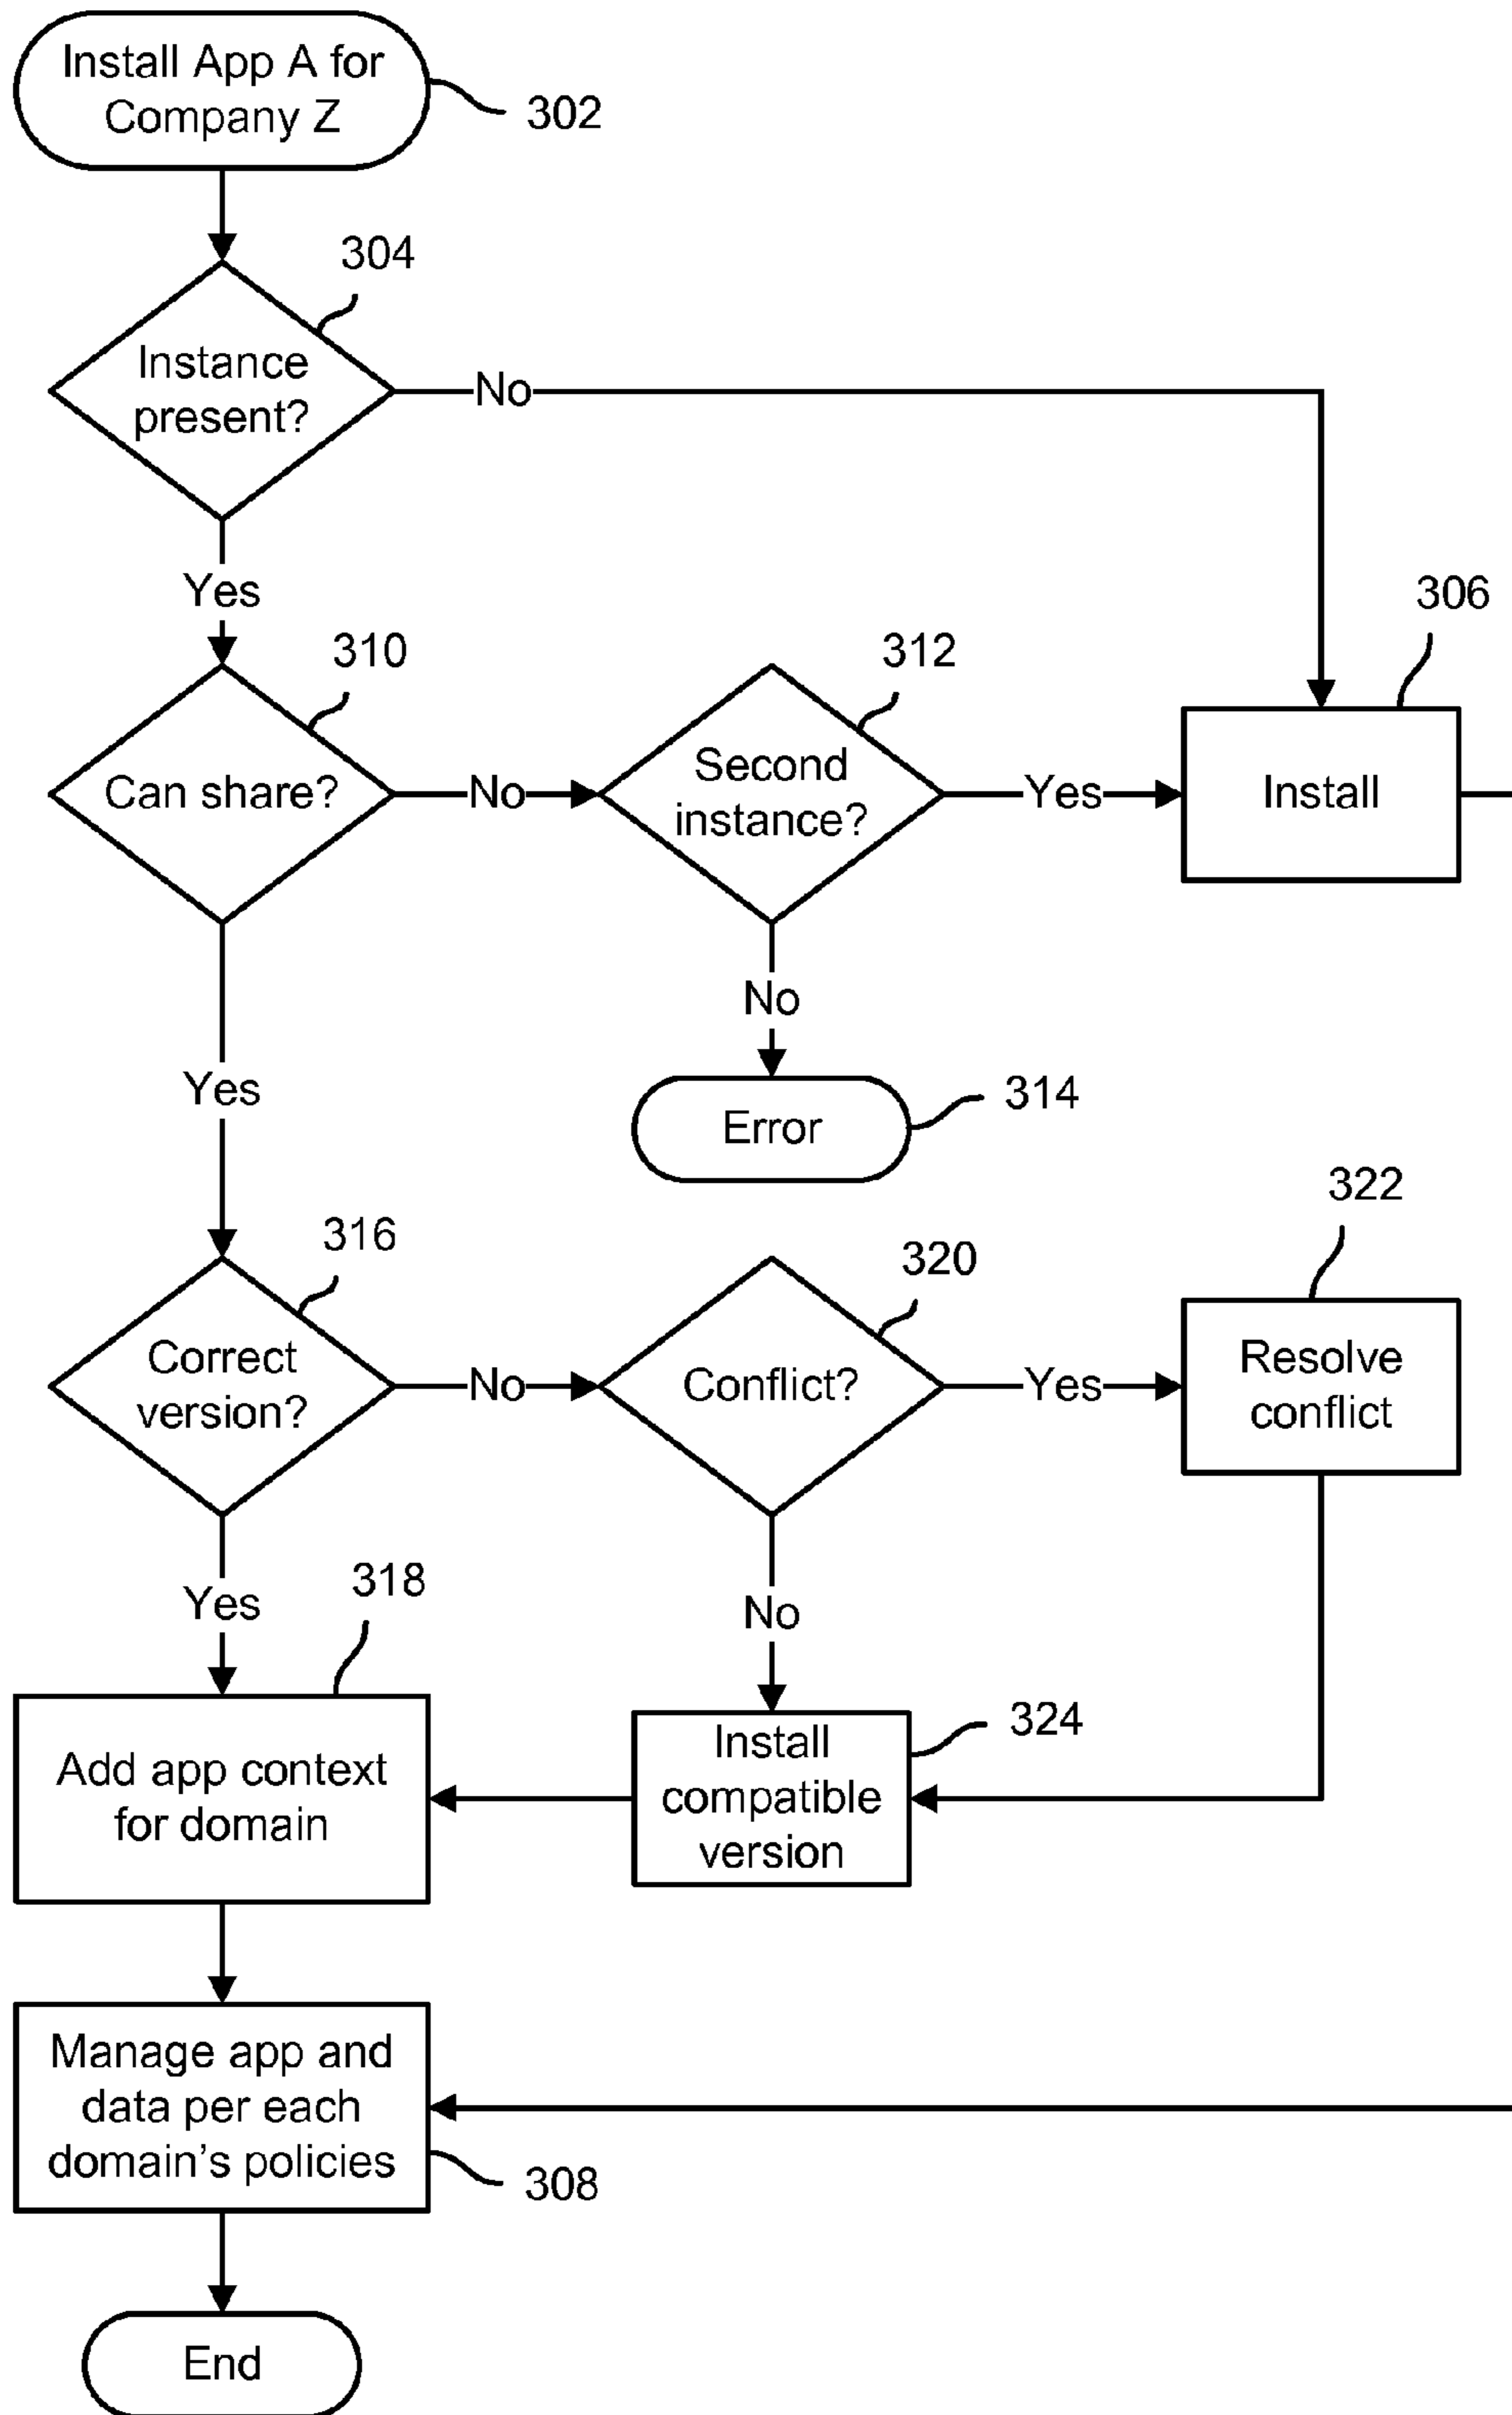 Install App A for
Company Z
302
304
Instance
present?
No
Yes
306
310
312
Can share?
No
Second
instance?
Yes
Install
No
Yes
Error
314
322
316
320
Correct
version?
No
Conflict?
Yes
Resolve
conflict
318
Yes
No
324
Add app context
for domain
Install
compatible
version
Manage app and
data per each
domain's policies
308
End